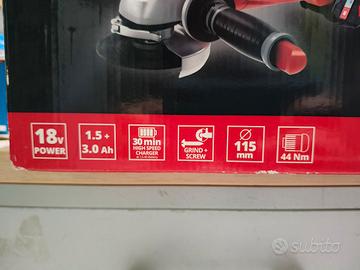 18V
POWER
1.5 +
3.0 Ah
30 min
HIGH SPEED
CHARGER
GRIND +
SCREW
115
mm
44 Nm
subito